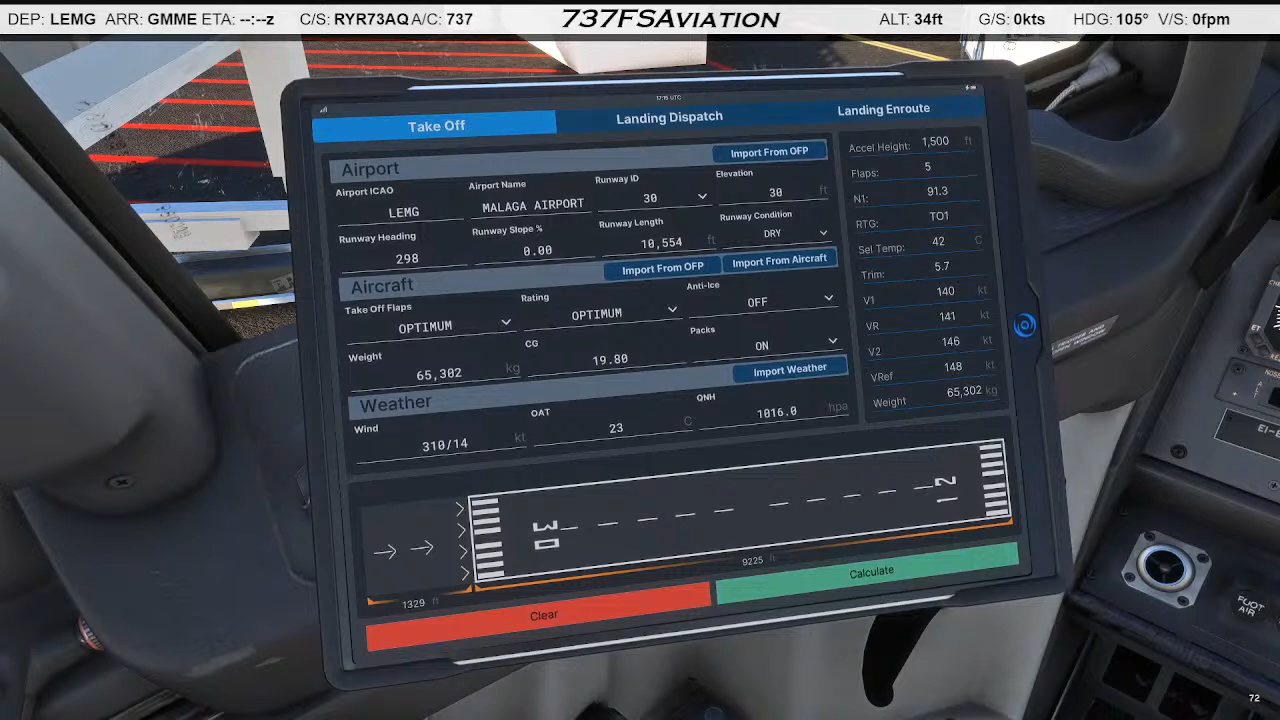 DEP: LEMG ARR: GMME ETA: --:--z C/S: RYR73AQ A/C: 737 737FSAVIATION ALT: 34ft G/S: 0kts HDG: 105° V/S: 0fpm
Take Off Landing Dispatch Landing Enroute
Airport Import From OFP
Airport ICAO Airport Name Runway ID Elevation
LEMG MALAGA AIRPORT 30 30 ft
Runway Heading Runway Slope % Runway Length Runway Condition
298 0.00 10,554 ft DRY
Aircraft Import From OFP Import From Aircraft
Take Off Flaps Rating Anti-Ice
OPTIMUM OPTIMUM OFF
Weight CG Packs
65,302 kg 19.80 ON
Weather Import Weather
Wind OAT QNH
310/14 kt 23 C 1016.0 hpa
Accel Height: 1,500 ft
Flaps: 5
N1: 91.3
RTG: TO1
Sel Temp: 42 C
Trim: 5.7
V1 140 kt
VR 141 kt
V2 146 kt
VRef 148 kt
Weight 65,302 kg
30 12
1329 ft 9225 ft
Clear Calculate
FOOT
AIR
72